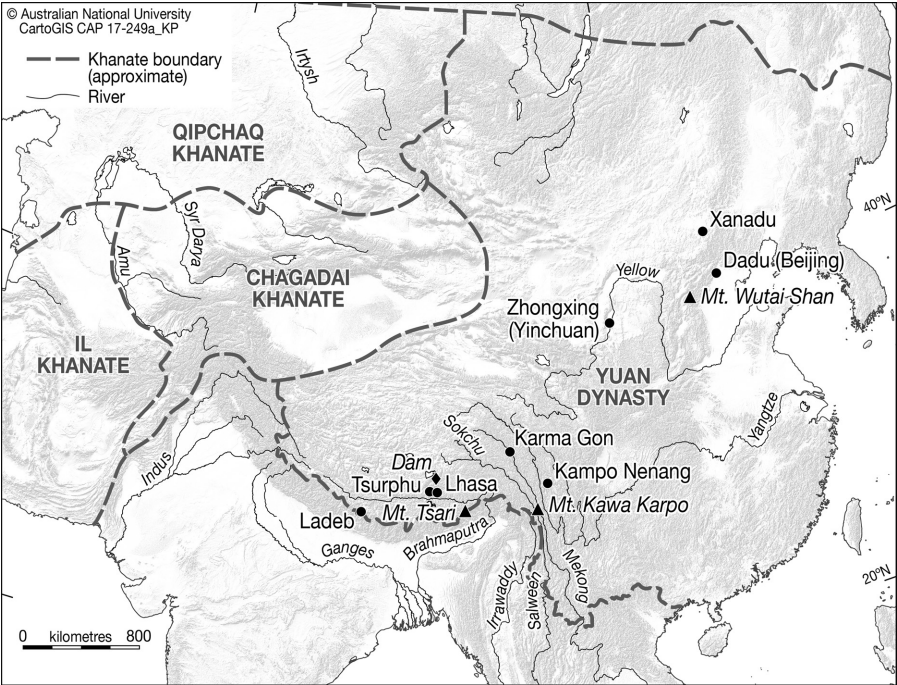 © Australian National University
CartoGIS CAP 17-249a_KP
Khanate boundary
(approximate)
River
Irtysh
QIPCHAQ
KHANATE
40°N
Syr Darya
Xanadu
Amu
Dadu (Beijing)
CHAGADAI
KHANATE
Yellow
Mt. Wutai Shan
Zhongxing
(Yinchuan)
IL
KHANATE
YUAN
DYNASTY
Yangtze
Sokchu
Karma Gon
Indus
Dam
Kampo Nenang
Tsurphu
Lhasa
Mt. Kawa Karpo
Mt. Tsari
Ladeb
Brahmaputra
Ganges
Mekong
20°N
Irrawaddy
Salween
0 kilometres 800